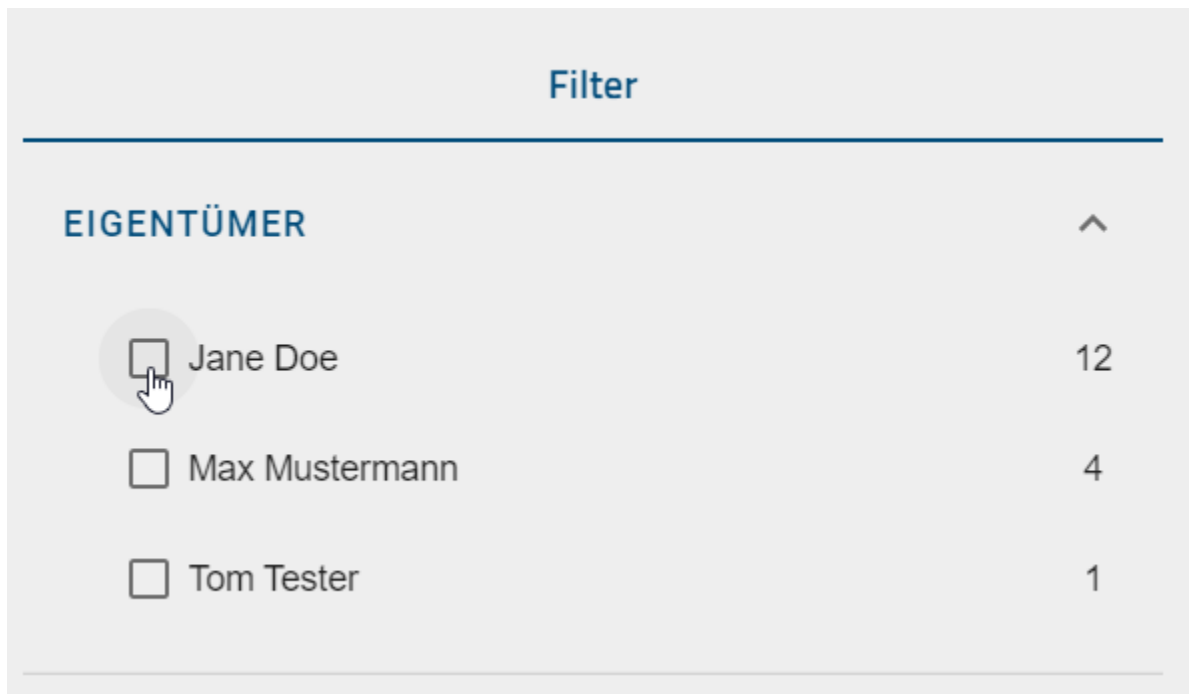 Filter
EIGENTÜMER
Jane Doe 12
Max Mustermann 4
Tom Tester 1